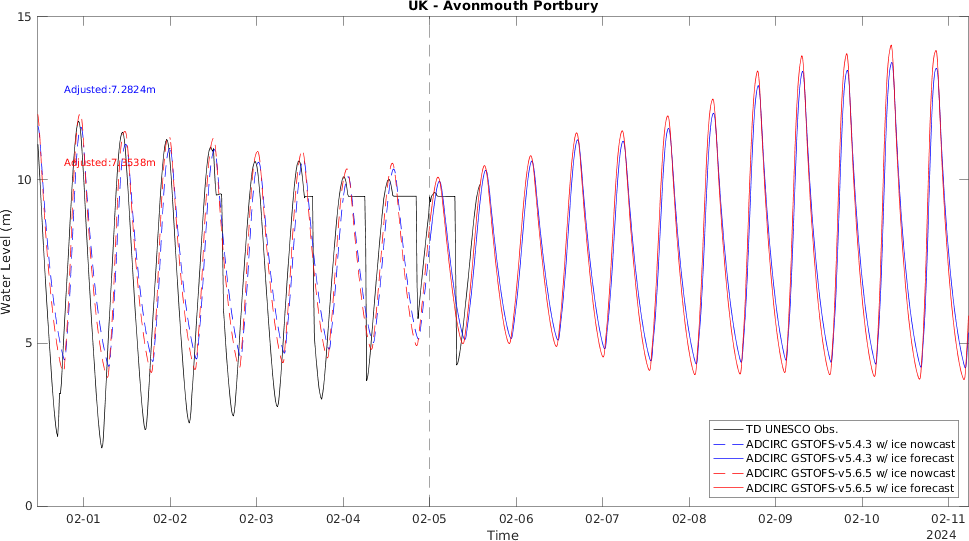 UK - Avonmouth Portbury
15
Adjusted:7.2824m
Adjusted:7.3538m
10
5
0
Water Level (m)
02-01 02-02 02-03 02-04 02-05 02-06 02-07 02-08 02-09 02-10 02-11
Time
2024
TD UNESCO Obs.
ADCIRC GSTOFS-v5.4.3 w/ ice nowcast
ADCIRC GSTOFS-v5.4.3 w/ ice forecast
ADCIRC GSTOFS-v5.6.5 w/ ice nowcast
ADCIRC GSTOFS-v5.6.5 w/ ice forecast